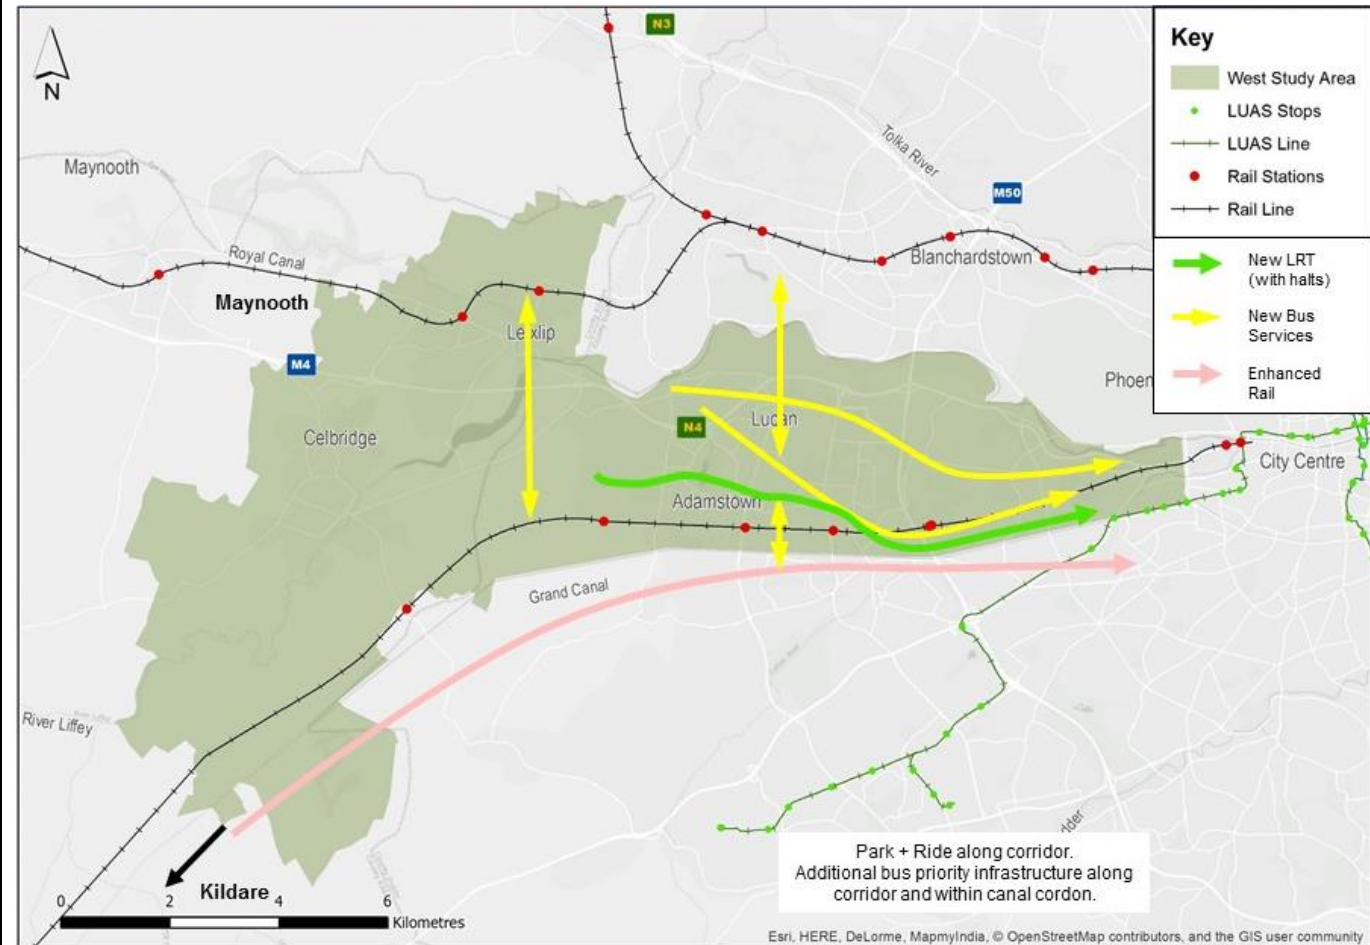 N3
Key
West Study Area
LUAS Stops
LUAS Line
Rail Stations
Rail Line
New LRT
(with halts)
New Bus
Services
Enhanced
Rail
N
Maynooth
Tolka River
M50
Blanchardstown
Royal Canal
Maynooth
Leixlip
M4
Phoen
Celbridge
N4
Lucan
City Centre
Adamstown
Grand Canal
River Liffey
dder
Park + Ride along corridor.
Additional bus priority infrastructure along
corridor and within canal cordon.
Kildare
0 2 4 6
Kilometres
Esri, HERE, DeLorme, MapmyIndia, © OpenStreetMap contributors, and the GIS user community